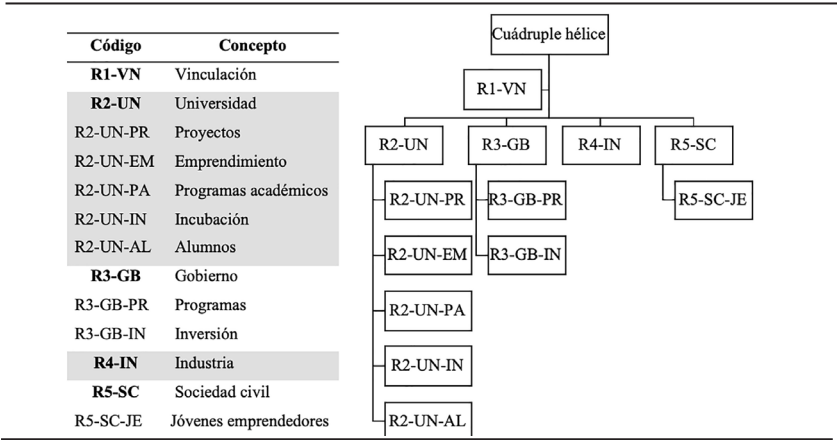 Código Concepto
R1-VN Vinculación
R2-UN Universidad
R2-UN-PR Proyectos
R2-UN-EM Emprendimiento
R2-UN-PA Programas académicos
R2-UN-IN Incubación
R2-UN-AL Alumnos
R3-GB Gobierno
R3-GB-PR Programas
R3-GB-IN Inversión
R4-IN Industria
R5-SC Sociedad civil
R5-SC-JE Jóvenes emprendedores
Cuádruple hélice
R1-VN
R2-UN R3-GB R4-IN R5-SC
R2-UN-PR R3-GB-PR R5-SC-JE
R2-UN-EM R3-GB-IN
R2-UN-PA
R2-UN-IN
R2-UN-AL